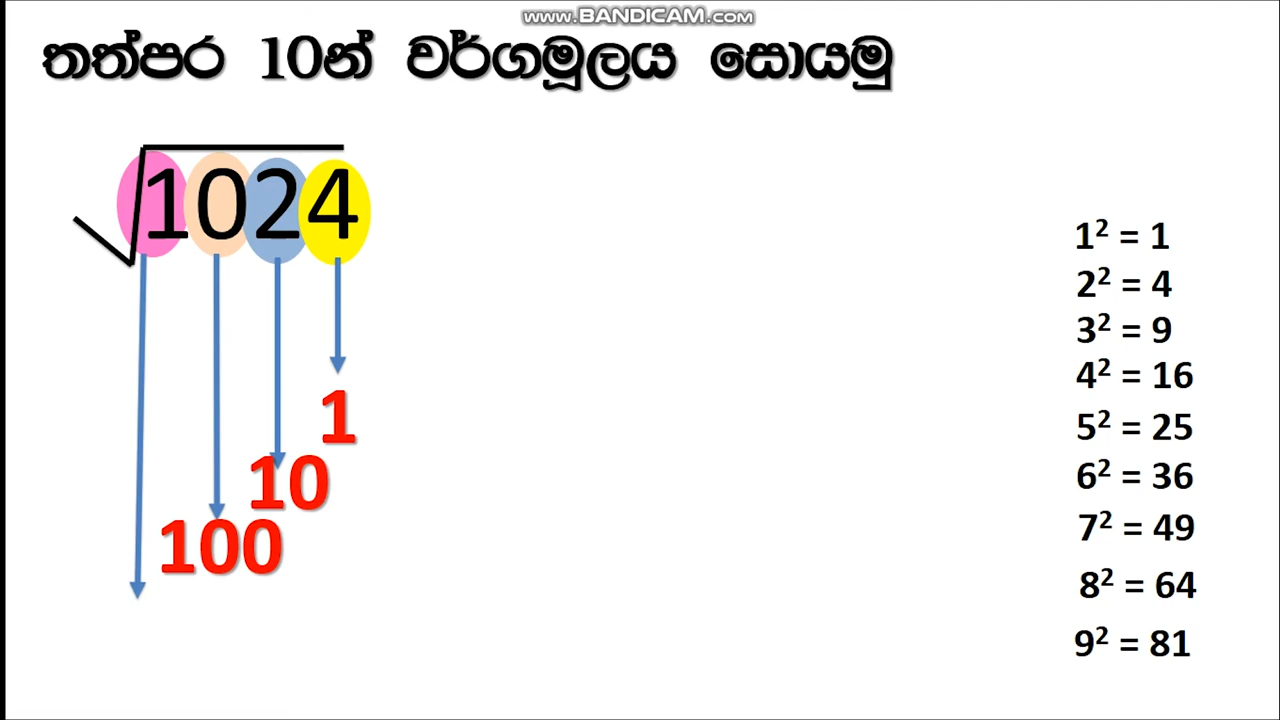 www.BANDICAM.com
තත්පර 10න් වර්ගමූලය සොයමු
√1024
1² = 1
2² = 4
3² = 9
4² = 16
5² = 25
6² = 36
7² = 49
8² = 64
9² = 81
1
10
100